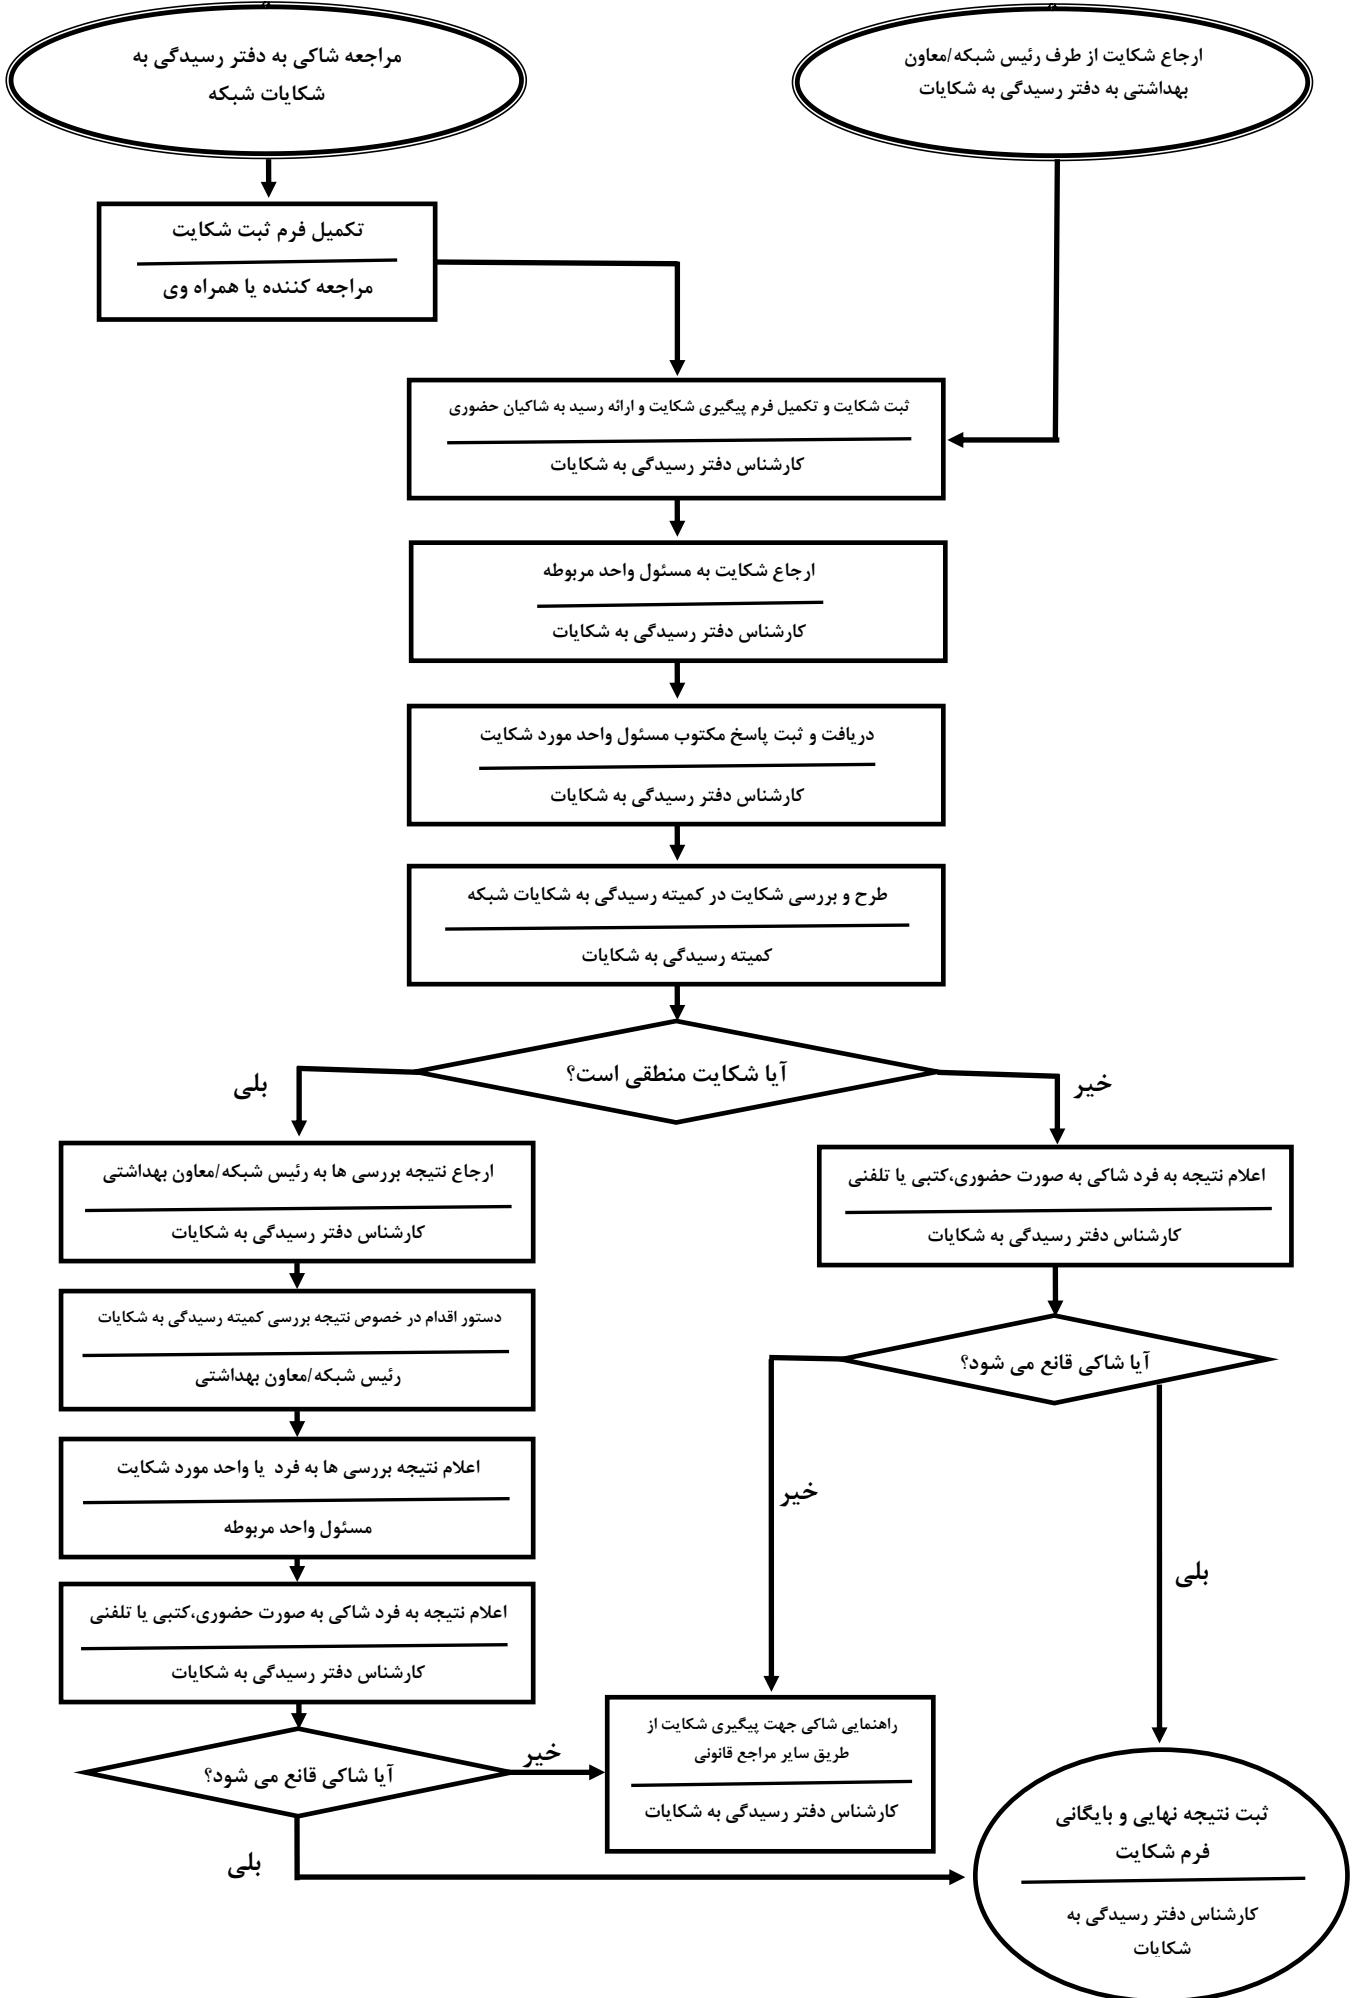 ارجاع شکایت از طرف رئیس شبکه/معاون
بهداشتی به دفتر رسیدگی به شکایات
مراجعه شاکی به دفتر رسیدگی به
شکایات شبکه
تکمیل فرم ثبت شکایت
مراجعه کننده یا همراه وی
ثبت شکایت و تکمیل فرم پیگیری شکایت و ارائه رسید به شاکیان حضوری
کارشناس دفتر رسیدگی به شکایات
ارجاع شکایت به مسئول واحد مربوطه
کارشناس دفتر رسیدگی به شکایات
دریافت و ثبت پاسخ مکتوب مسئول واحد مورد شکایت
کارشناس دفتر رسیدگی به شکایات
طرح و بررسی شکایت در کمیته رسیدگی به شکایات شبکه
کمیته رسیدگی به شکایات
آیا شکایت منطقی است؟
خیر
بلی
اعلام نتیجه به فرد شاکی به صورت حضوری،کتبی یا تلفنی
کارشناس دفتر رسیدگی به شکایات
آیا شاکی قانع می شود؟
خیر
بلی
ارجاع نتیجه بررسی ها به رئیس شبکه/معاون بهداشتی
کارشناس دفتر رسیدگی به شکایات
دستور اقدام در خصوص نتیجه بررسی کمیته رسیدگی به شکایات
رئیس شبکه/معاون بهداشتی
اعلام نتیجه بررسی ها به فرد یا واحد مورد شکایت
مسئول واحد مربوطه
اعلام نتیجه به فرد شاکی به صورت حضوری،کتبی یا تلفنی
کارشناس دفتر رسیدگی به شکایات
آیا شاکی قانع می شود؟
خیر
بلی
راهنمایی شاکی جهت پیگیری شکایت از
طریق سایر مراجع قانونی
کارشناس دفتر رسیدگی به شکایات
ثبت نتیجه نهایی و بایگانی
فرم شکایت
کارشناس دفتر رسیدگی به
شکایات